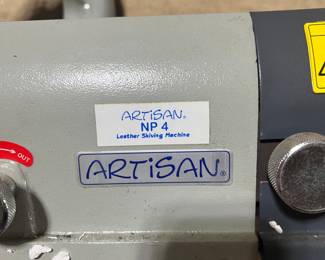 ARTiSAN®
NP 4
Leather Skiving Machine
OUT
ARTiSAN®